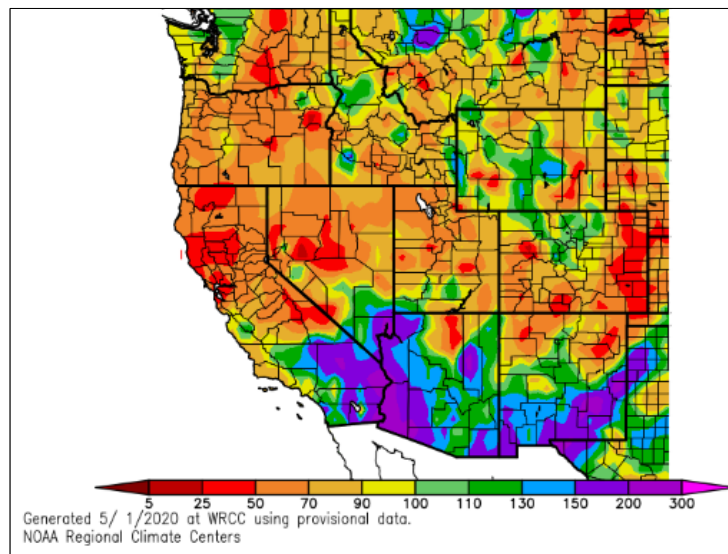 5 25 50 70 90 100 110 130 150 200 300
Generated 5/ 1/2020 at WRCC using provisional data.
NOAA Regional Climate Centers